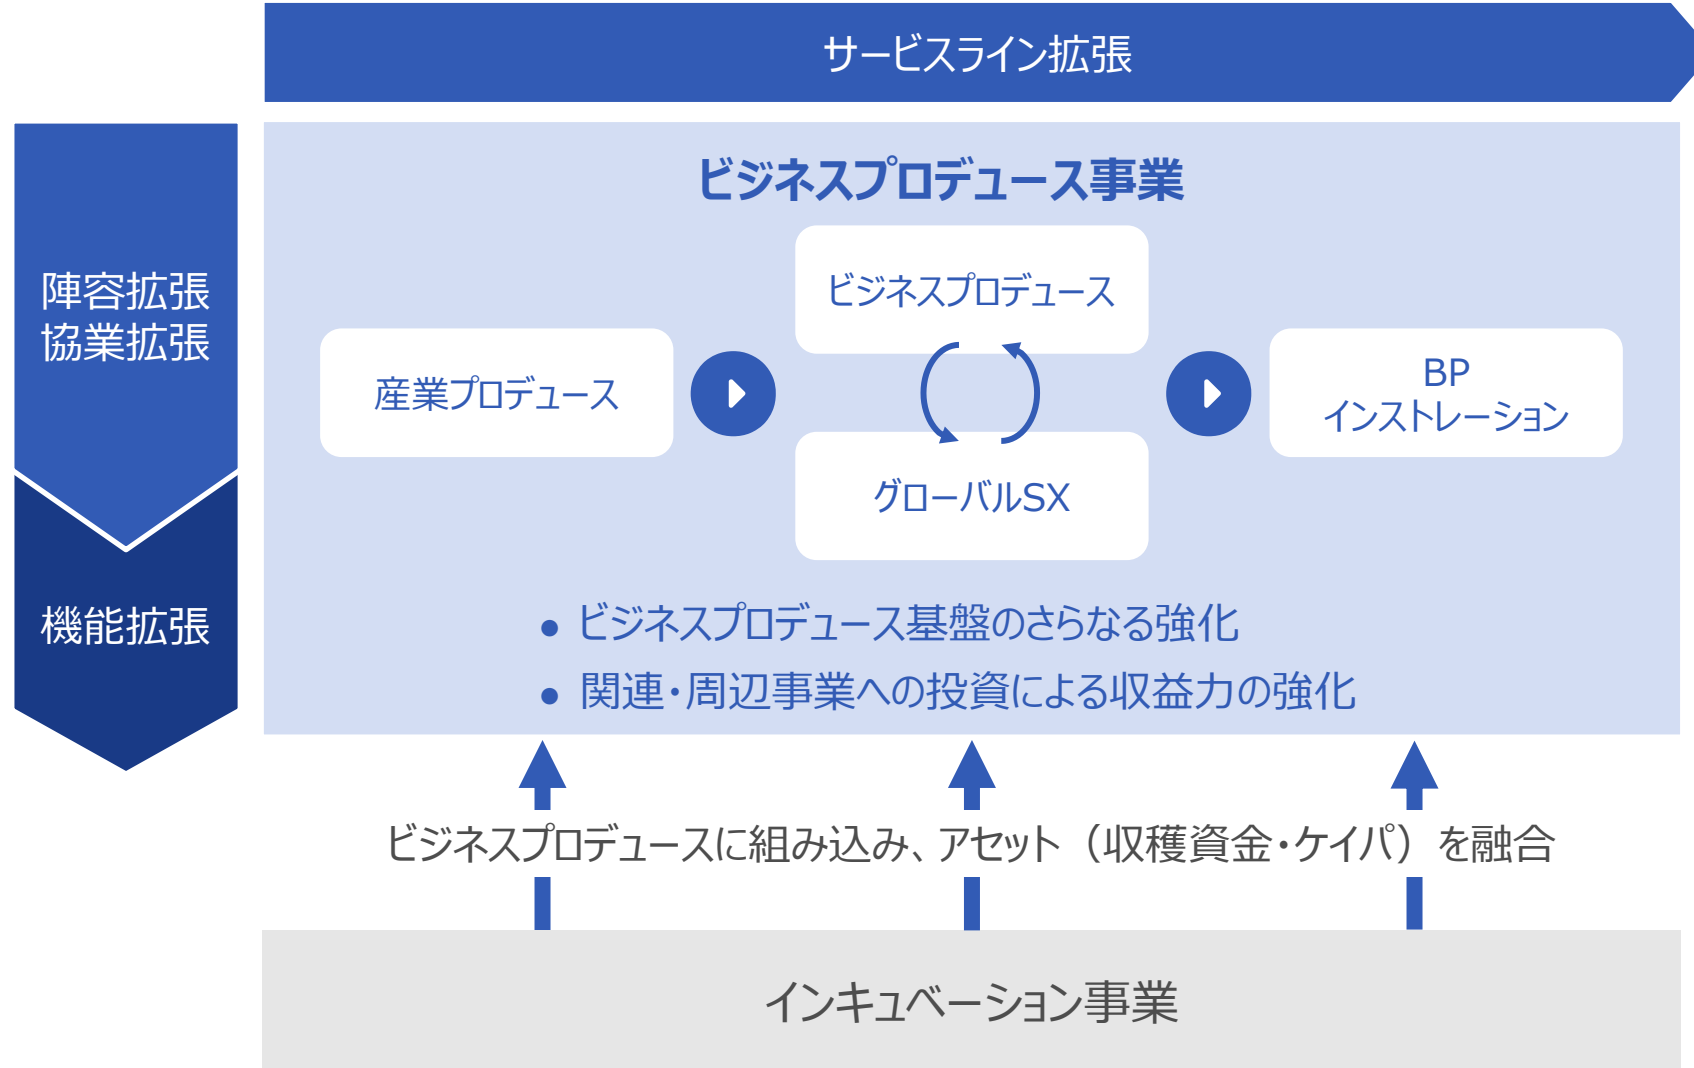 サービスライン拡張
陣容拡張
協業拡張
機能拡張
ビジネスプロデュース事業
産業プロデュース
ビジネスプロデュース
グローバルSX
BP
インストレーション
● ビジネスプロデュース基盤のさらなる強化
● 関連・周辺事業への投資による収益力の強化
ビジネスプロデュースに組み込み、アセット（収穫資金・ケイパ）を融合
インキュベーション事業